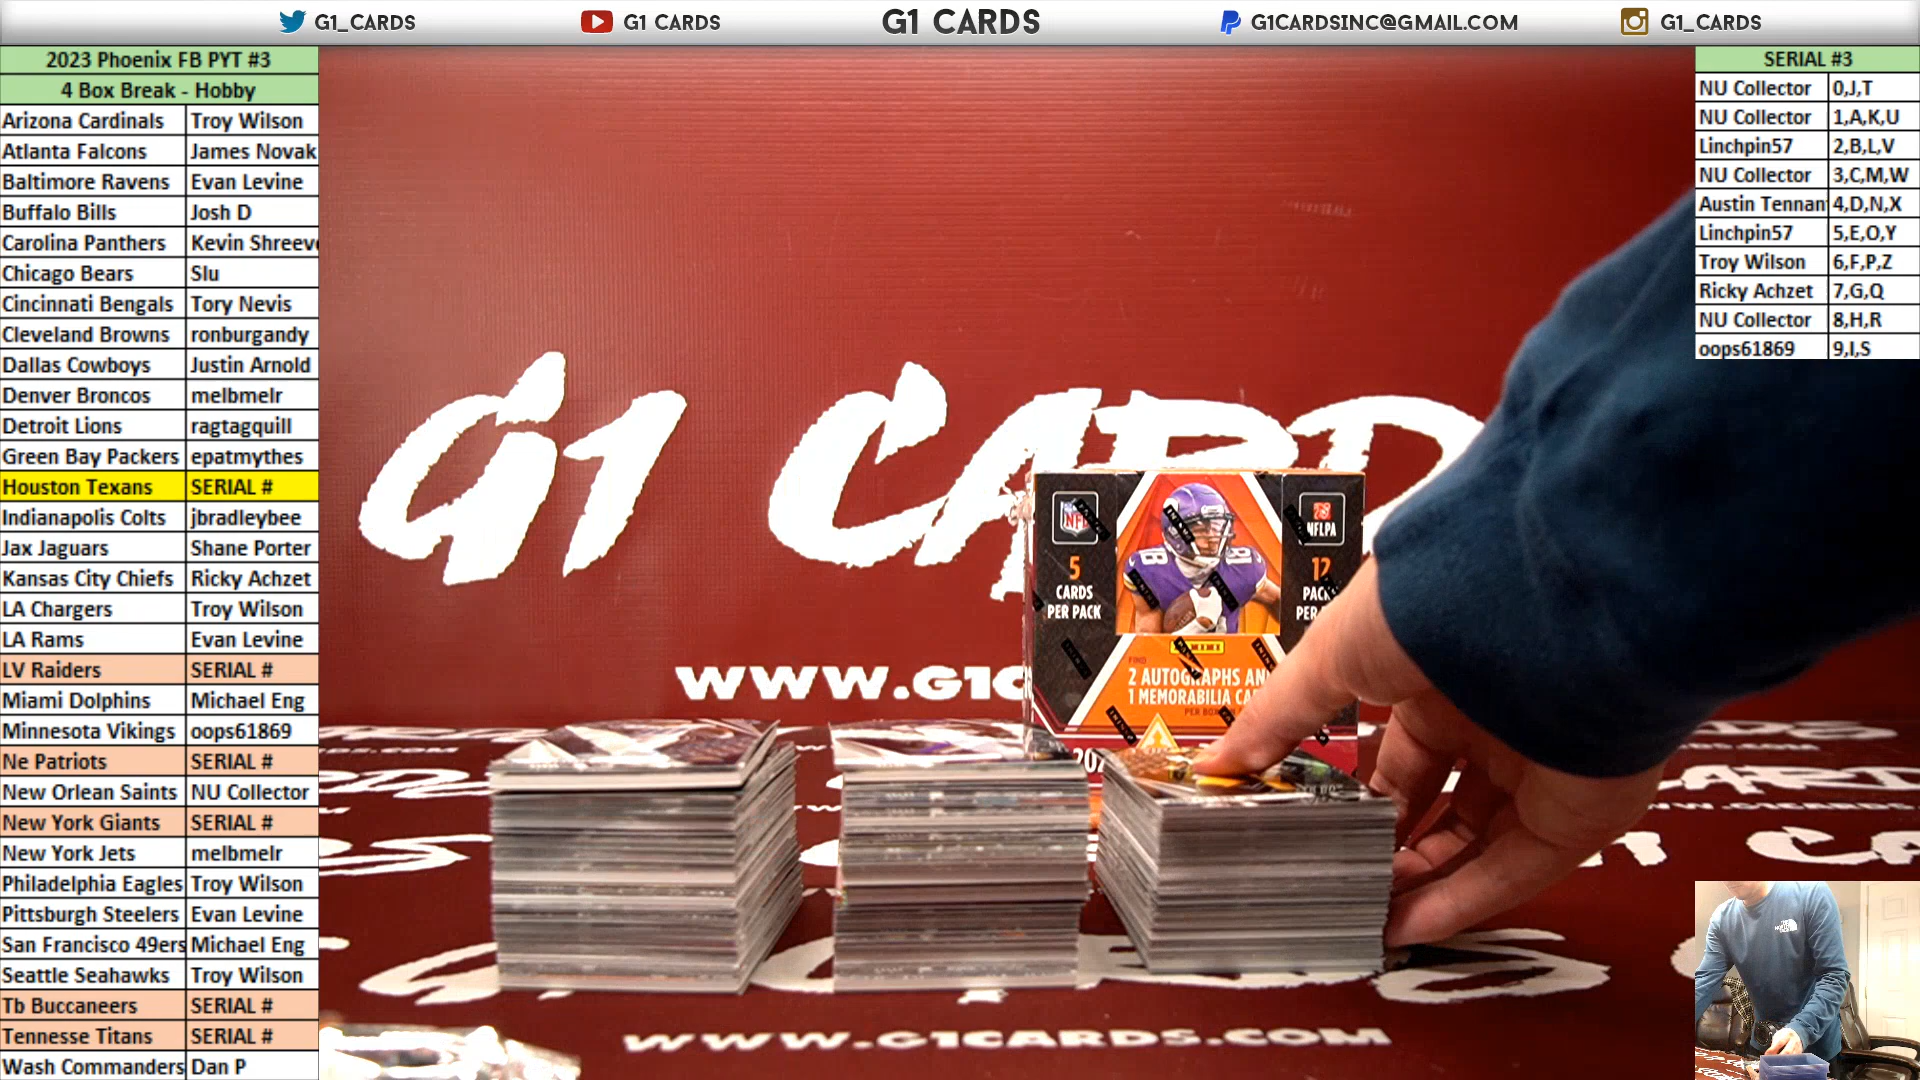 G1_CARDS G1 CARDS G1 CARDS G1CARDSINC@GMAIL.COM G1_CARDS
2023 Phoenix FB PYT #3
4 Box Break - Hobby
Arizona Cardinals Troy Wilson
Atlanta Falcons James Novak
Baltimore Ravens Evan Levine
Buffalo Bills Josh D
Carolina Panthers Kevin Shreev
Chicago Bears Slu
Cincinnati Bengals Tory Nevis
Cleveland Browns ronburgandy
Dallas Cowboys Justin Arnold
Denver Broncos melbmelr
Detroit Lions ragtagquill
Green Bay Packers epatmythes
Houston Texans SERIAL #
Indianapolis Colts jbradleybee
Jax Jaguars Shane Porter
Kansas City Chiefs Ricky Achzet
LA Chargers Troy Wilson
LA Rams Evan Levine
LV Raiders SERIAL #
Miami Dolphins Michael Eng
Minnesota Vikings oops61869
Ne Patriots SERIAL #
New Orlean Saints NU Collector
New York Giants SERIAL #
New York Jets melbmelr
Philadelphia Eagles Troy Wilson
Pittsburgh Steelers Evan Levine
San Francisco 49ers Michael Eng
Seattle Seahawks Troy Wilson
Tb Buccaneers SERIAL #
Tennesse Titans SERIAL #
Wash Commanders Dan P
SERIAL #3
NU Collector 0,J,T
NU Collector 1,A,K,U
Linchpin57 2,B,L,V
NU Collector 3,C,M,W
Austin Tennan 4,D,N,X
Linchpin57 5,E,O,Y
Troy Wilson 6,F,P,Z
Ricky Achzet 7,G,Q
NU Collector 8,H,R
oops61869 9,I,S
G1 CARDS
WWW.G1C
NFL
NFLPA
5
CARDS
PER PACK
12
PACK
PER
PANINI
FIND
2 AUTOGRAPHS AN
1 MEMORABILIA CA
PER BOX
202
WWW.G1CARDS.COM